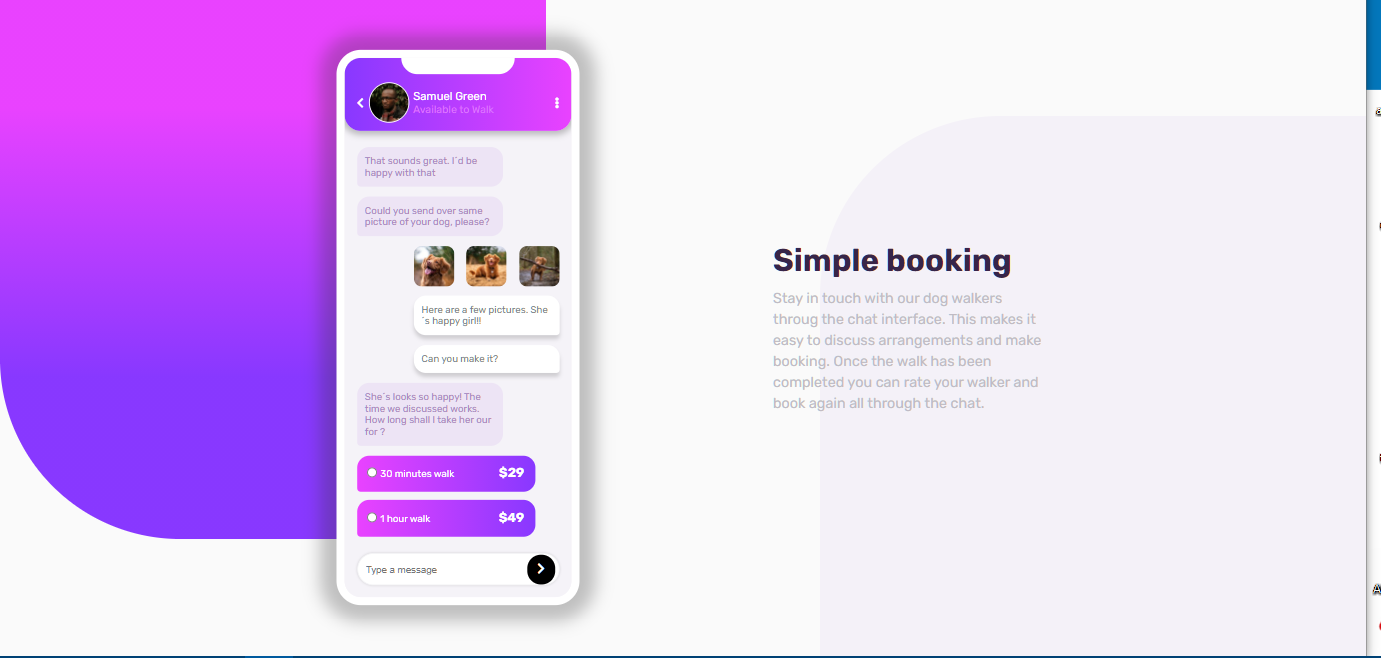 Samuel Green
Available to Walk
That sounds great. I´d be
happy with that
Could you send over same
picture of your dog, please?
Here are a few pictures. She
´s happy girl!!
Can you make it?
She´s looks so happy! The
time we discussed works.
How long shall I take her our
for ?
30 minutes walk $29
1 hour walk $49
Type a message
Simple booking
Stay in touch with our dog walkers
throug the chat interface. This makes it
easy to discuss arrangements and make
booking. Once the walk has been
completed you can rate your walker and
book again all through the chat.